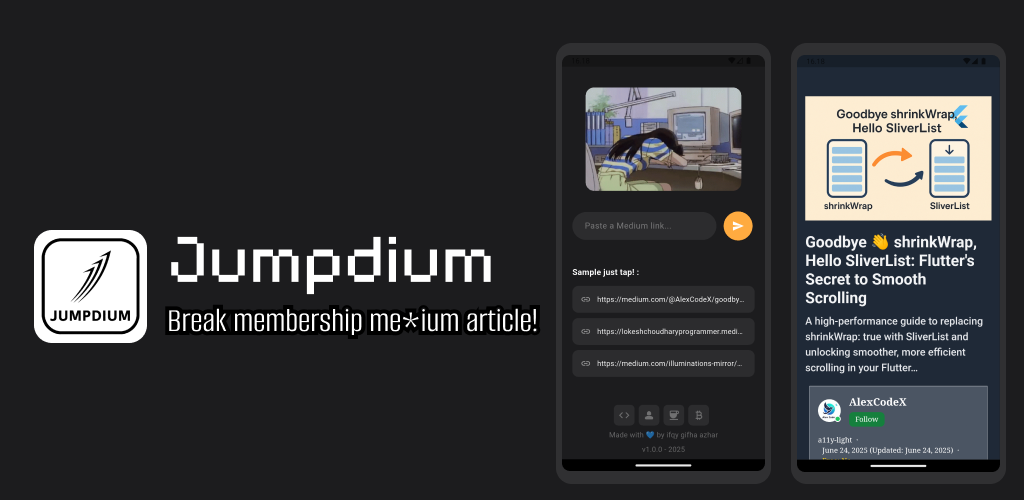 JUMPDIUM
Jumpdium
Break membership me*ium article!
15.18
Paste a Medium link...
Sample just tap! :
https://medium.com/@AlexCodeX/goodby...
https://lokeshchoudharyprogrammer.medi...
https://medium.com/illuminations-mirror/...
Made with 💙 by ifqy gifha azhar
v1.0.0 - 2025
Goodbye shrinkWrap,
Hello SliverList
shrinkWrap
SliverList
Goodbye 👋 shrinkWrap,
Hello SliverList: Flutter's
Secret to Smooth
Scrolling
A high-performance guide to replacing
shrinkWrap: true with SliverList and
unlocking smoother, more efficient
scrolling in your Flutter…
AlexCodeX
Follow
a11y-light ·
June 24, 2025 (Updated: June 24, 2025) ·